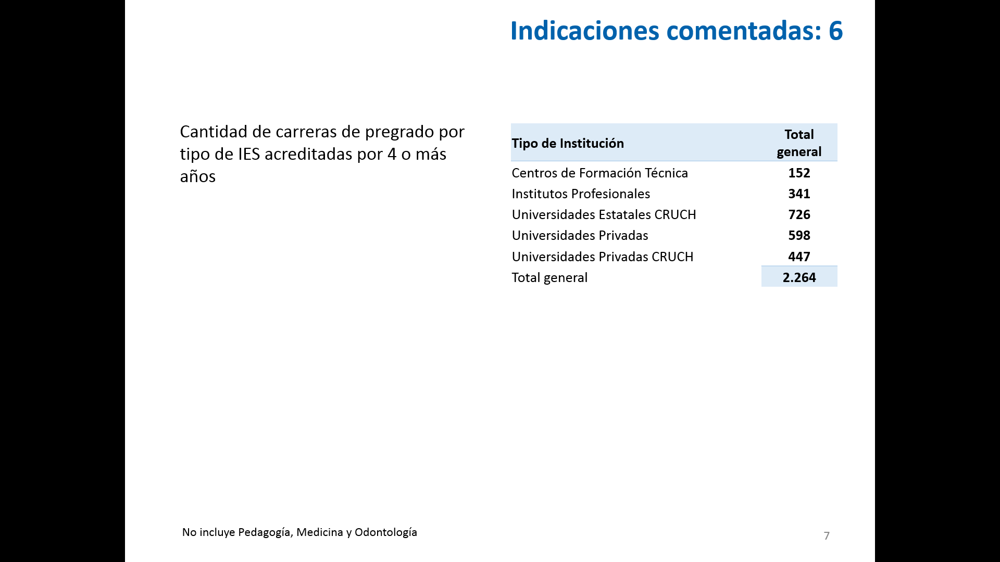 Indicaciones comentadas: 6
Cantidad de carreras de pregrado por
tipo de IES acreditadas por 4 o más
años
Tipo de Institución Total general
Centros de Formación Técnica 152
Institutos Profesionales 341
Universidades Estatales CRUCH 726
Universidades Privadas 598
Universidades Privadas CRUCH 447
Total general 2.264
No incluye Pedagogía, Medicina y Odontología
7